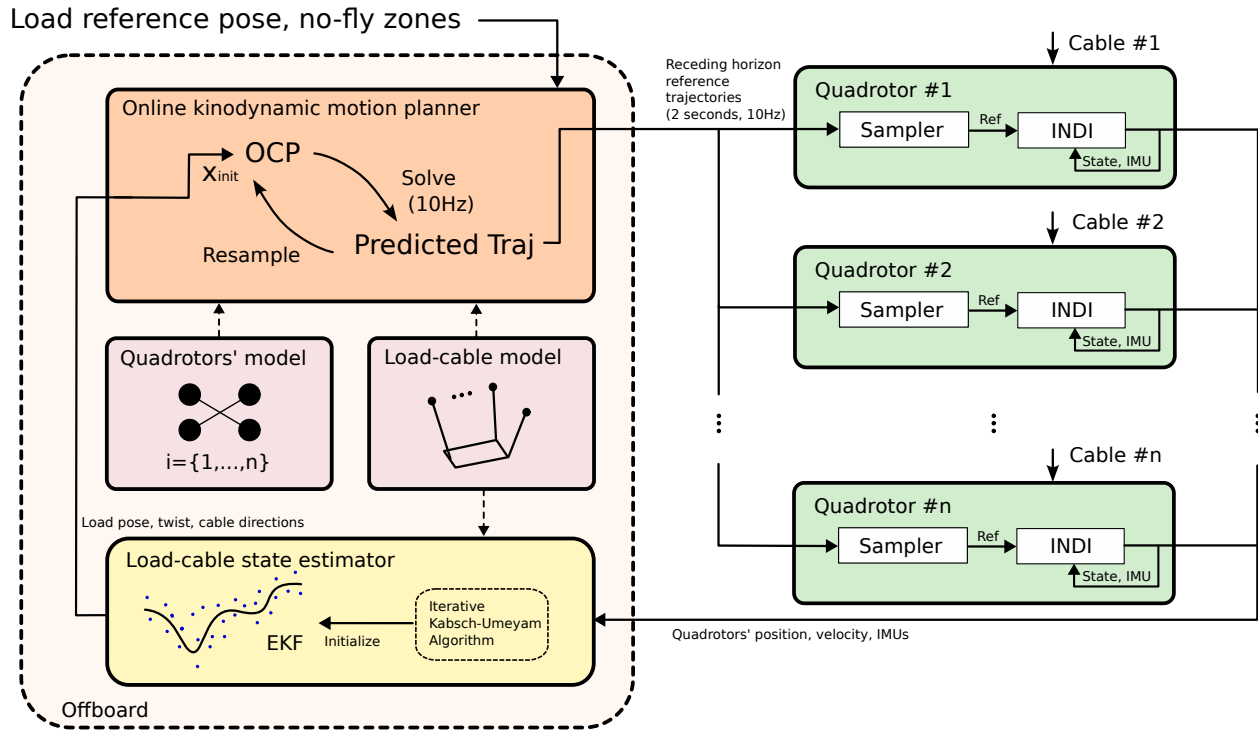 Load reference pose, no-fly zones
Online kinodynamic motion planner
OCP
Xinit
Solve
(10Hz)
Predicted Traj
Resample
Quadrotors' model
i={1,...,n}
Load-cable model
Load pose, twist, cable directions
Load-cable state estimator
EKF
Initialize
Iterative
Kabsch-Umeyam
Algorithm
Offboard
Receding horizon
reference
trajectories
(2 seconds, 10Hz)
Cable #1
Quadrotor #1
Sampler
Ref
INDI
State, IMU
Cable #2
Quadrotor #2
Sampler
Ref
INDI
State, IMU
Cable #n
Quadrotor #n
Sampler
Ref
INDI
State, IMU
Quadrotors' position, velocity, IMUs